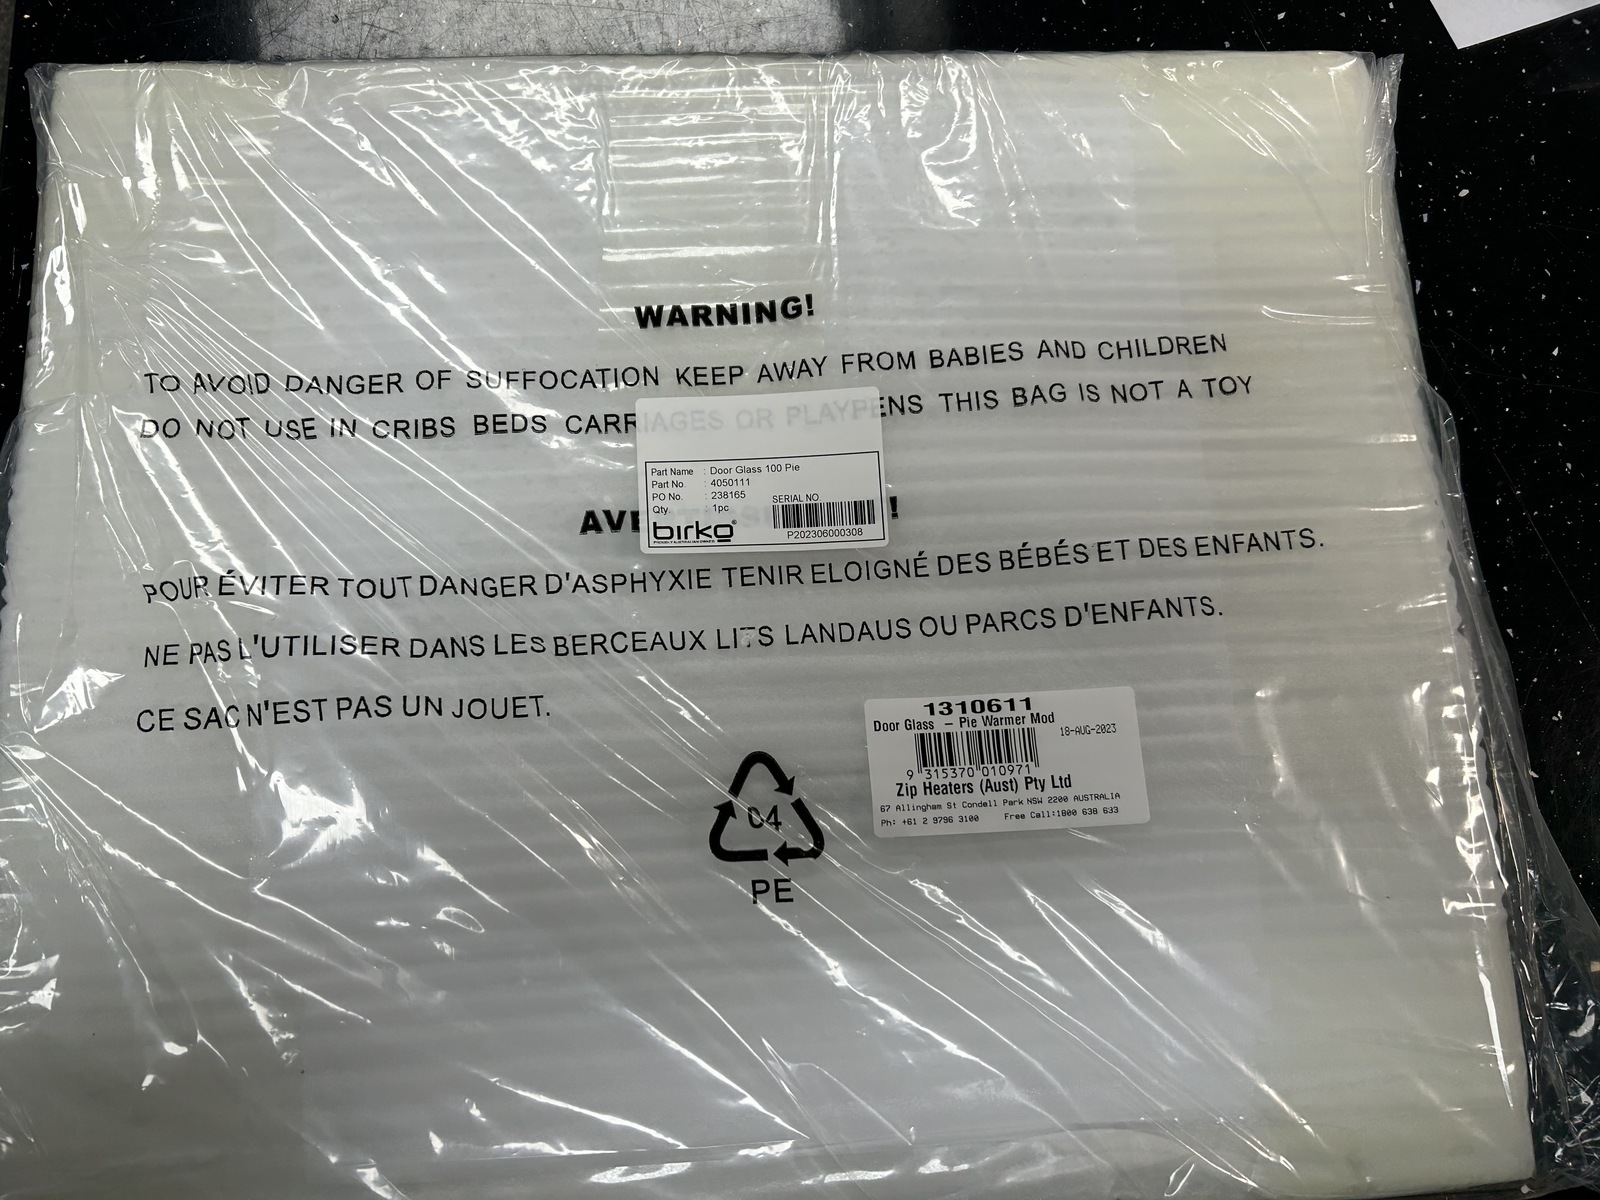 WARNING!
TO AVOID DANGER OF SUFFOCATION KEEP AWAY FROM BABIES AND CHILDREN
DO NOT USE IN CRIBS BEDS CARRIAGES OR PLAYPENS THIS BAG IS NOT A TOY
Part Name : Door Glass 100 Pie
Part No. : 4050111
PO No. : 238165
Qty. : 1pc
SERIAL NO.
birko
P202306000308
AVE !
POUR ÉVITER TOUT DANGER D'ASPHYXIE TENIR ELOIGNÉ DES BÉBÉS ET DES ENFANTS.
NE PAS L'UTILISER DANS LES BERCEAUX LITS LANDAUS OU PARCS D'ENFANTS.
CE SAC N'EST PAS UN JOUET.
1310611
Door Glass - Pie Warmer Mod
18-AUG-2023
9 315370 010971
Zip Heaters (Aust) Pty Ltd
67 Allingham St Condell Park NSW 2200 AUSTRALIA
Ph: +61 2 9796 3100 Free Call:1800 638 633
04
PE